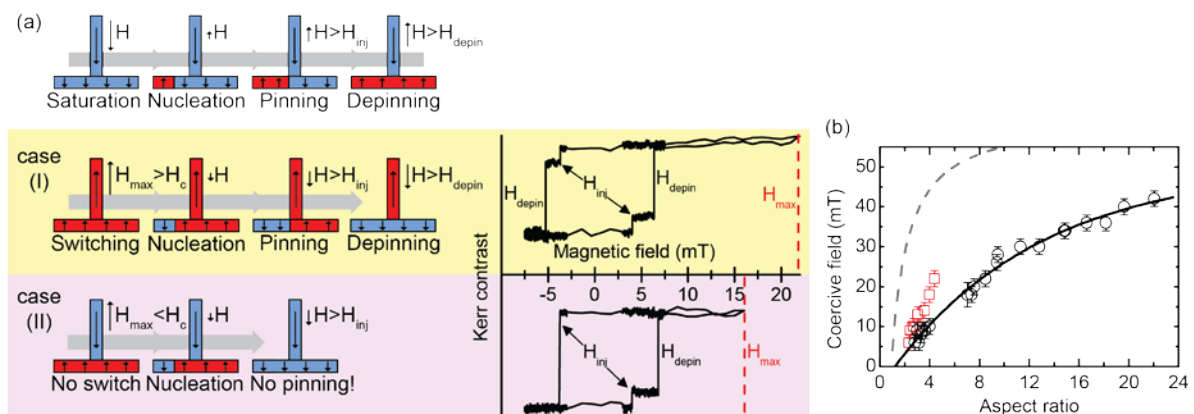 (a)
H
H
H>H_inj
H>H_depin
Saturation
Nucleation
Pinning
Depinning
case
(I)
H_max>H_c
H
H>H_inj
H>H_depin
Switching
Nucleation
Pinning
Depinning
H_depin
H_inj
H_depin
H_max
Magnetic field (mT)
-5 0 5 10 15 20
Kerr contrast
case
(II)
H_max<H_c
H
H>H_inj
No switch
Nucleation
No pinning!
H_inj
H_depin
H_max
(b)
Coercive field (mT)
50
40
30
20
10
0
0 4 8 12 16 20 24
Aspect ratio